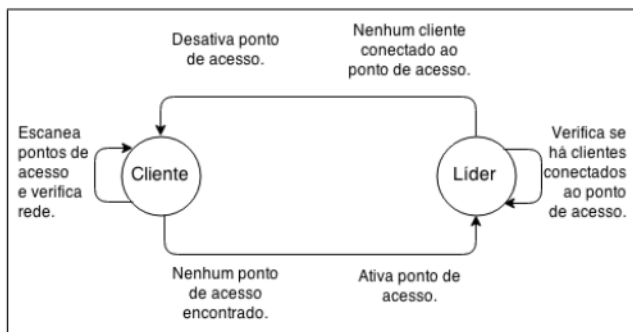 Desativa ponto
de acesso.
Nenhum cliente
conectado ao
ponto de acesso.
Escanea
pontos de
acesso
e verifica
rede.
Cliente
Líder
Verifica se
há clientes
conectados
ao ponto
de acesso.
Nenhum ponto
de acesso
encontrado.
Ativa ponto de
acesso.